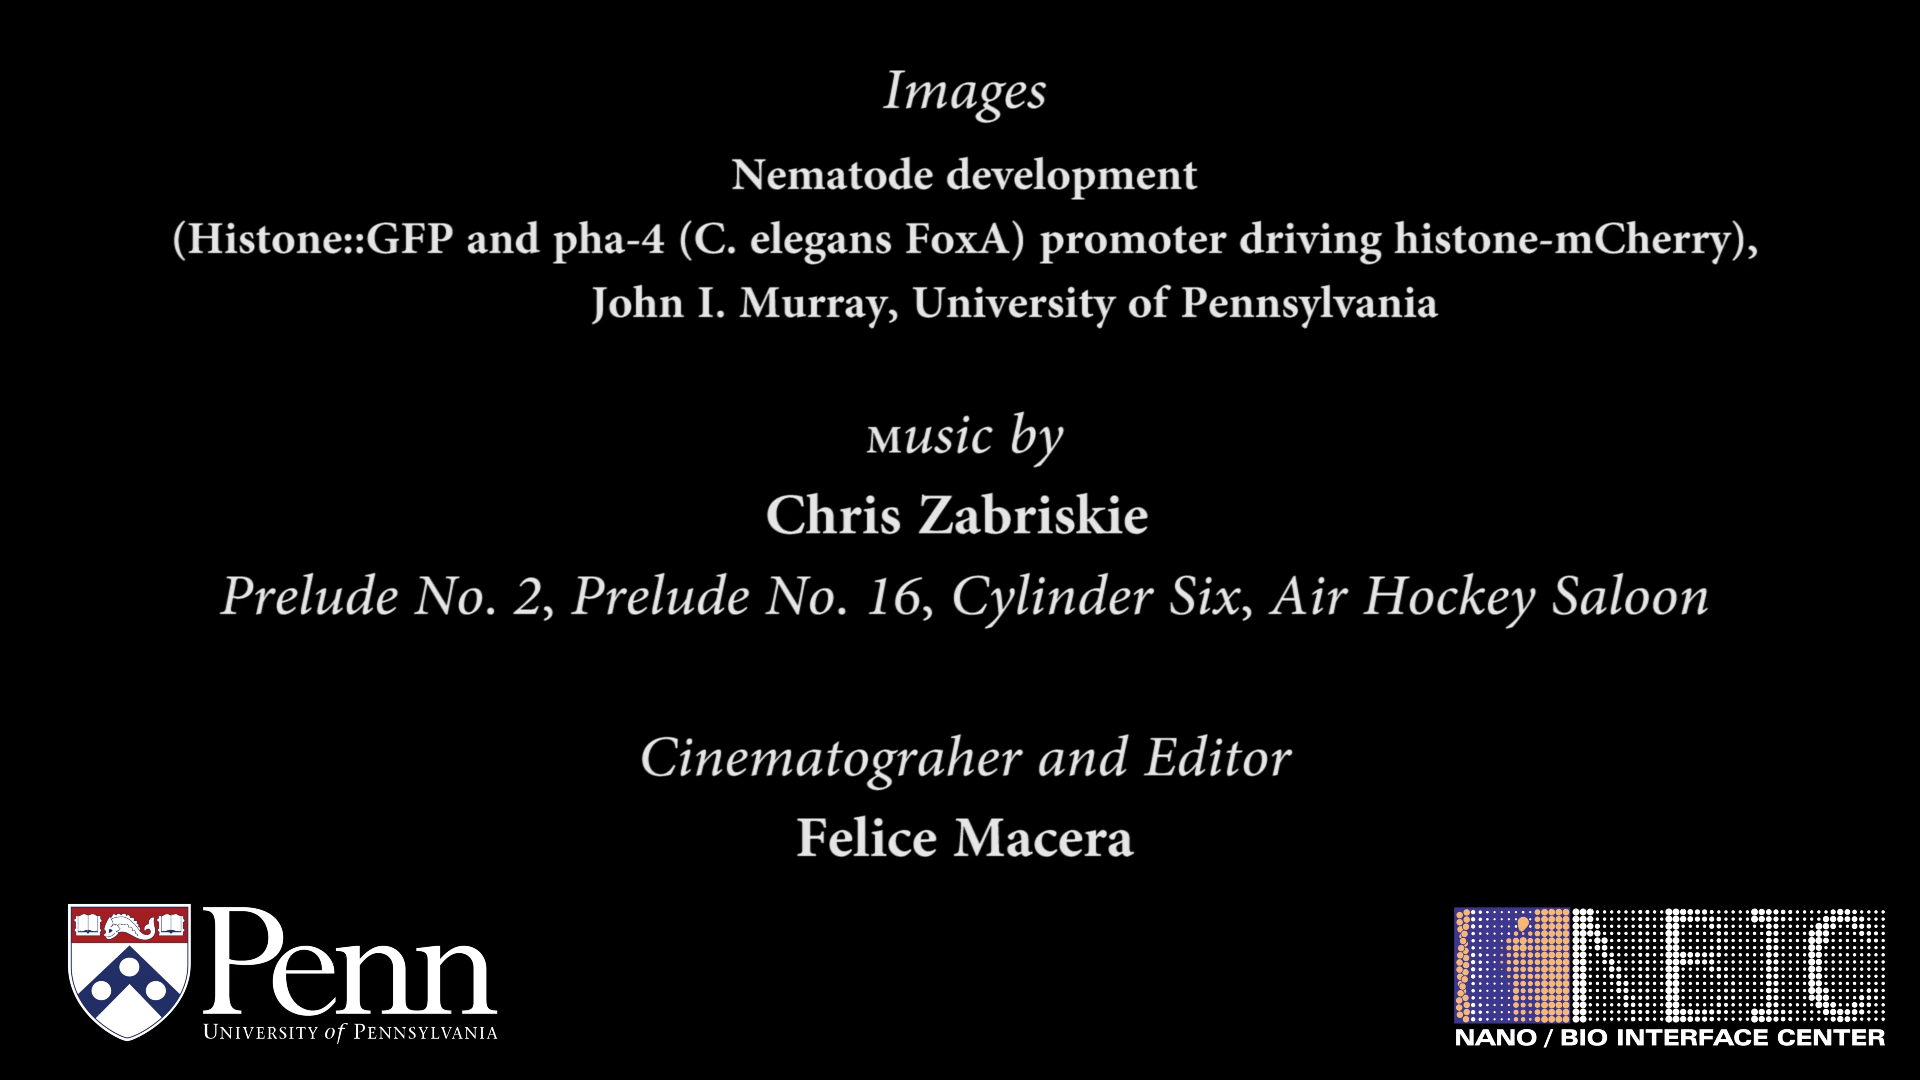 Images
Nematode development
(Histone::GFP and pha-4 (C. elegans FoxA) promoter driving histone-mCherry),
John I. Murray, University of Pennsylvania
Music by
Chris Zabriskie
Prelude No. 2, Prelude No. 16, Cylinder Six, Air Hockey Saloon
Cinematograher and Editor
Felice Macera
Penn
UNIVERSITY of PENNSYLVANIA
NBIC
NANO / BIO INTERFACE CENTER